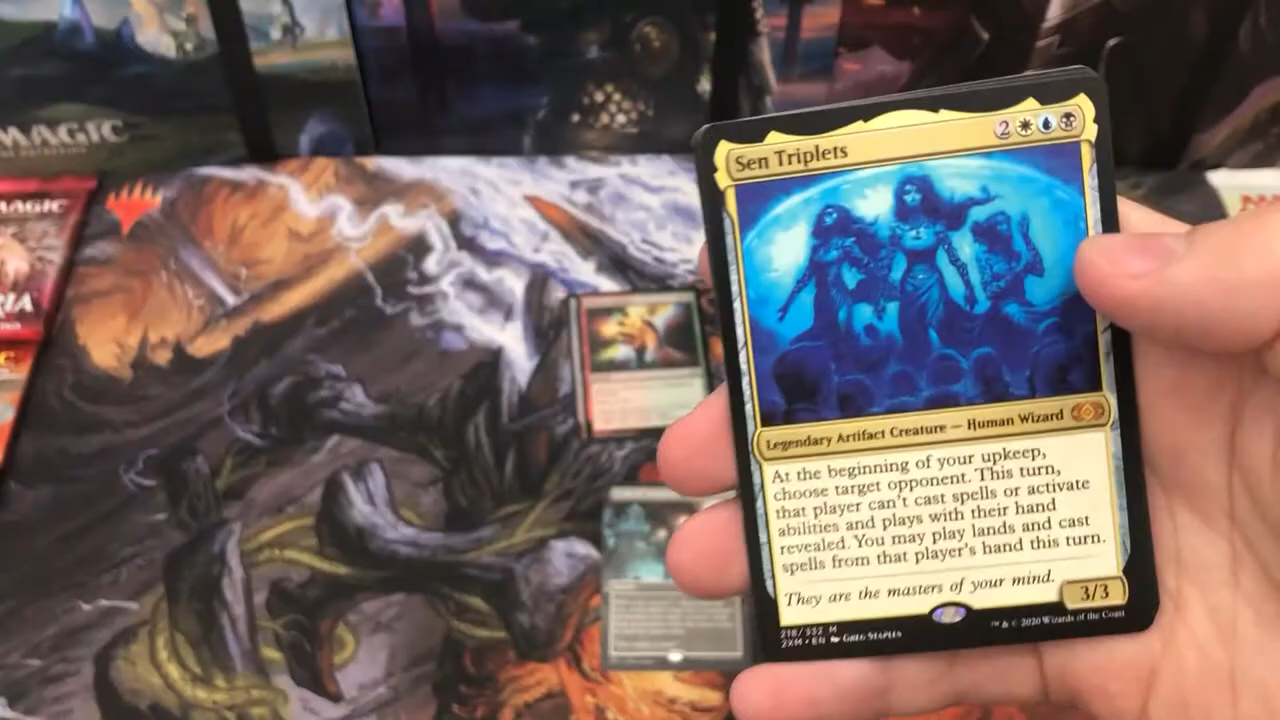 MAGIC
MAGIC
RIA
Sen Triplets
2
Legendary Artifact Creature — Human Wizard
At the beginning of your upkeep,
choose target opponent. This turn,
that player can't cast spells or activate
abilities and plays with their hand
revealed. You may play lands and cast
spells from that player's hand this turn.
They are the masters of your mind.
3/3
218/332 M
2XM • EN Greg Staples
™ & © 2020 Wizards of the Coast